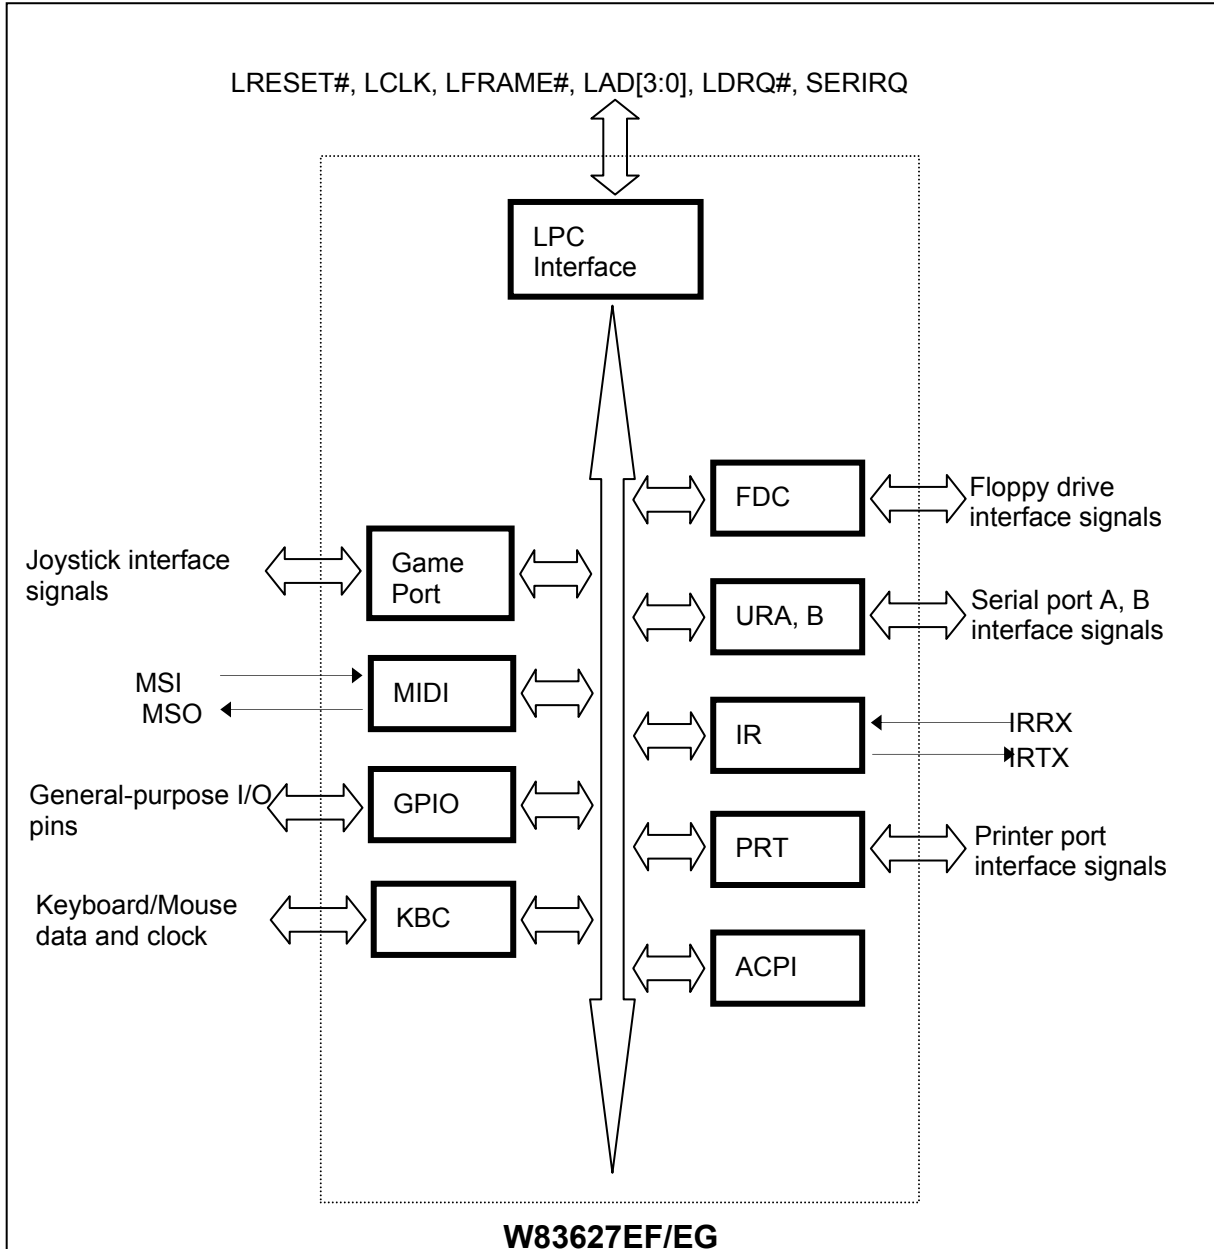 LRESET#, LCLK, LFRAME#, LAD[3:0], LDRQ#, SERIRQ
LPC
Interface
FDC
Floppy drive
interface signals
Joystick interface
signals
Game
Port
URA, B
Serial port A, B
interface signals
MSI
MSO
MIDI
IR
IRRX
IRTX
General-purpose I/O
pins
GPIO
PRT
Printer port
interface signals
Keyboard/Mouse
data and clock
KBC
ACPI
W83627EF/EG